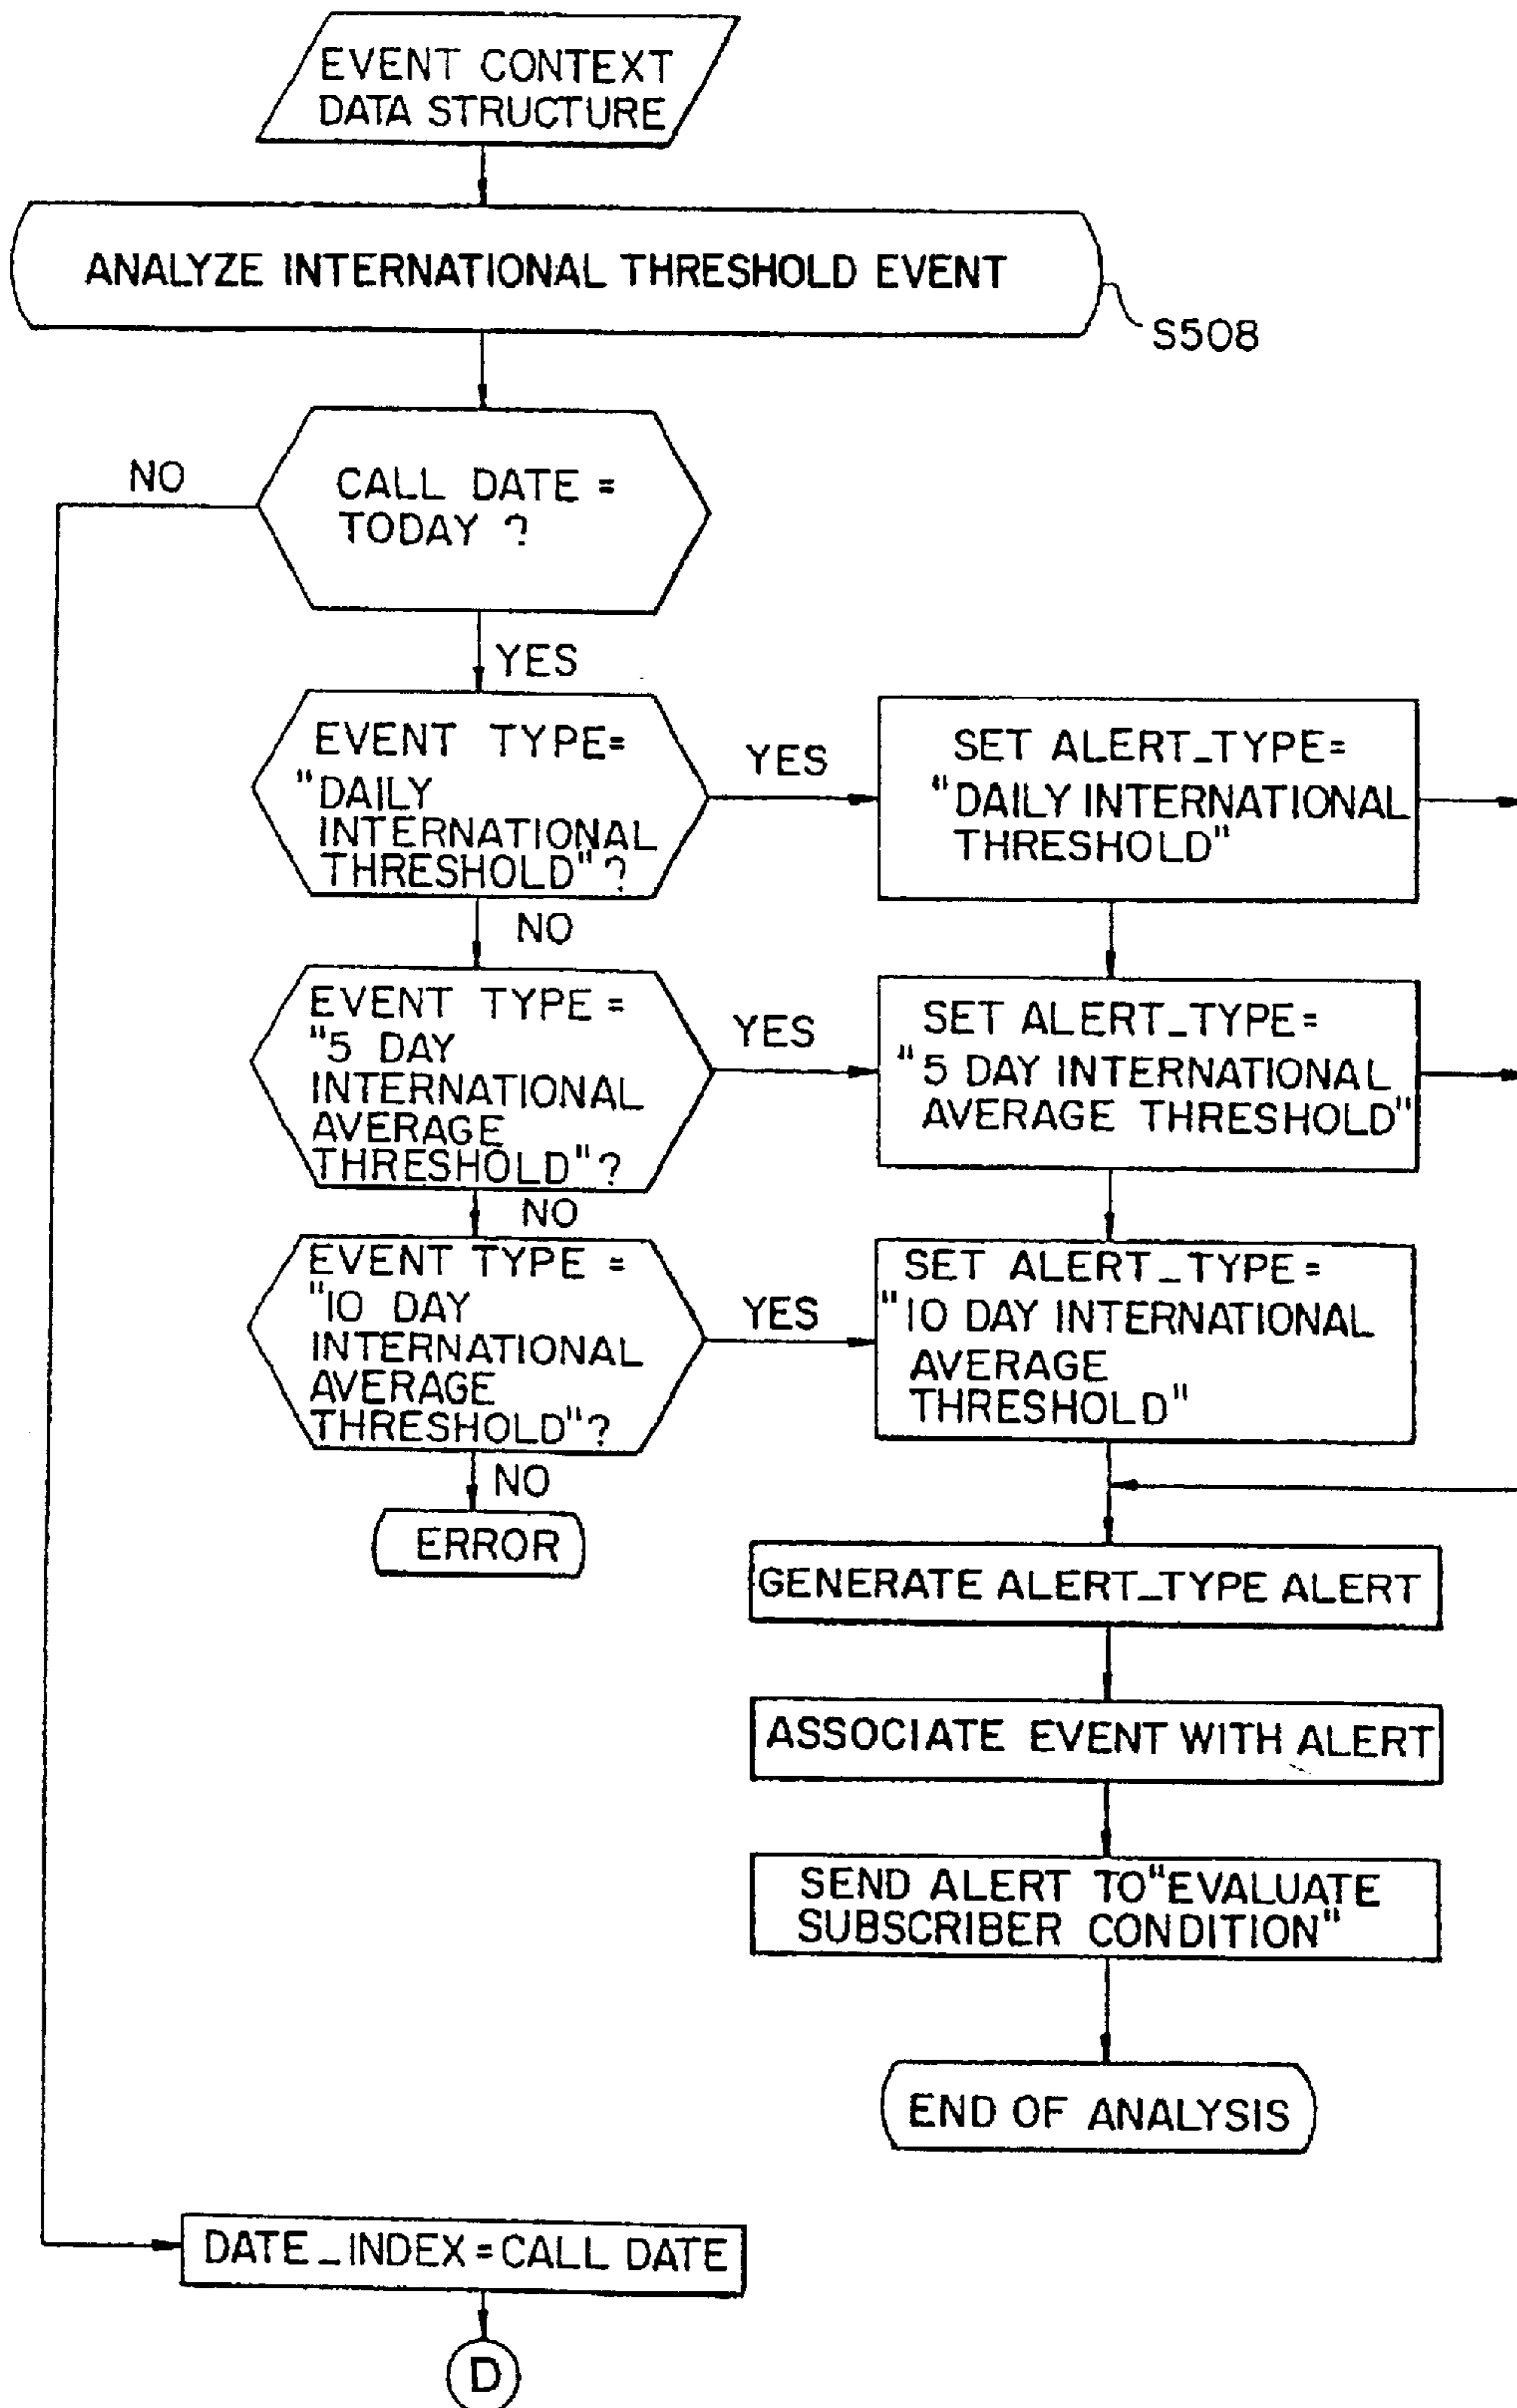 EVENT CONTEXT
DATA STRUCTURE
ANALYZE INTERNATIONAL THRESHOLD EVENT
S508
CALL DATE =
TODAY ?
NO
YES
EVENT TYPE=
"DAILY
INTERNATIONAL
THRESHOLD"?
YES
SET ALERT_TYPE=
"DAILY INTERNATIONAL
THRESHOLD"
NO
EVENT TYPE =
"5 DAY
INTERNATIONAL
AVERAGE
THRESHOLD"?
YES
SET ALERT_TYPE=
"5 DAY INTERNATIONAL
AVERAGE THRESHOLD"
NO
EVENT TYPE =
"10 DAY
INTERNATIONAL
AVERAGE
THRESHOLD"?
YES
SET ALERT_TYPE=
"10 DAY INTERNATIONAL
AVERAGE
THRESHOLD"
NO
ERROR
GENERATE ALERT_TYPE ALERT
ASSOCIATE EVENT WITH ALERT
SEND ALERT TO "EVALUATE
SUBSCRIBER CONDITION"
END OF ANALYSIS
DATE_INDEX=CALL DATE
D